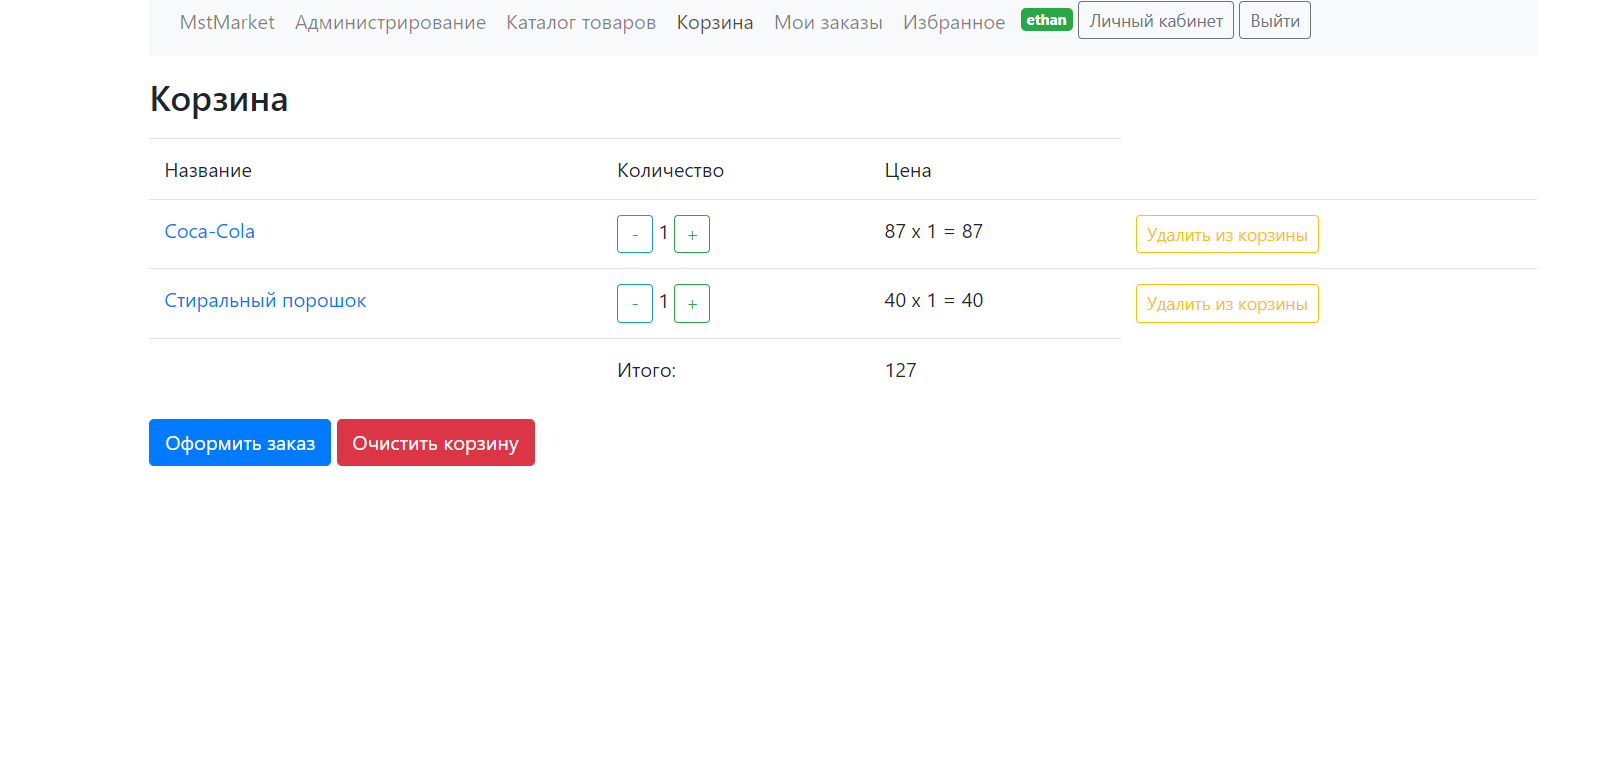 MstMarket Администрирование Каталог товаров Корзина Мои заказы Избранное ethan Личный кабинет Выйти
Корзина
Название Количество Цена
Coca-Cola - 1 + 87 x 1 = 87 Удалить из корзины
Стиральный порошок - 1 + 40 x 1 = 40 Удалить из корзины
Итого: 127
Оформить заказ Очистить корзину